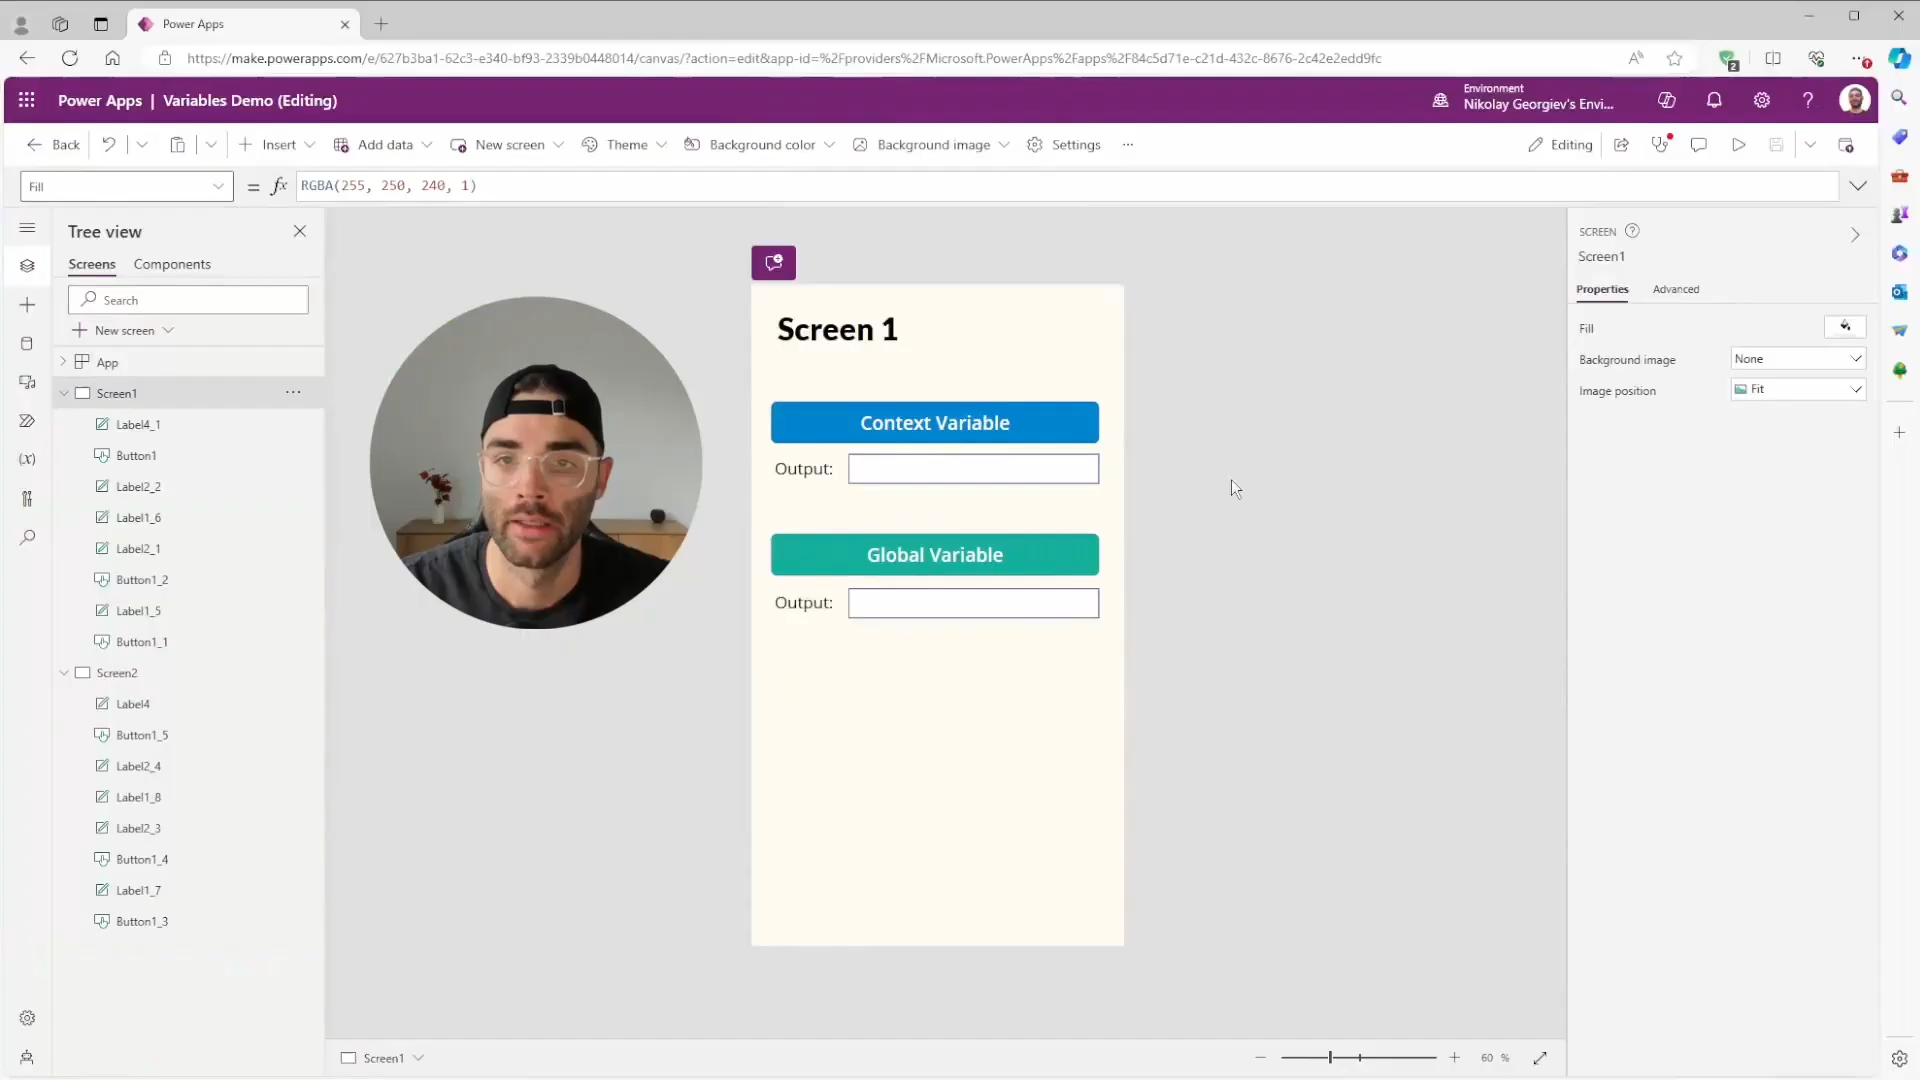 Power Apps
https://make.powerapps.com/e/627b3ba1-62c3-e340-bf93-2339b0448014/canvas/?action=edit&app-id=%2Fproviders%2FMicrosoft.PowerApps%2Fapps%2F84c5d71e-c21d-432c-8676-2c42e2edd9fc
2
Power Apps | Variables Demo (Editing)
Environment
Nikolay Georgiev's Envi...
Back
Insert
Add data
New screen
Theme
Background color
Background image
Settings
Editing
Fill
= fx RGBA(255, 250, 240, 1)
Tree view
Screens Components
Search
New screen
App
Screen1
Label4_1
Button1
Label2_2
Label1_6
Label2_1
Button1_2
Label1_5
Button1_1
Screen2
Label4
Button1_5
Label2_4
Label1_8
Label2_3
Button1_4
Label1_7
Button1_3
Screen 1
Context Variable
Output:
Global Variable
Output:
SCREEN
Screen1
Properties Advanced
Fill
Background image None
Image position Fit
Screen1
60 %